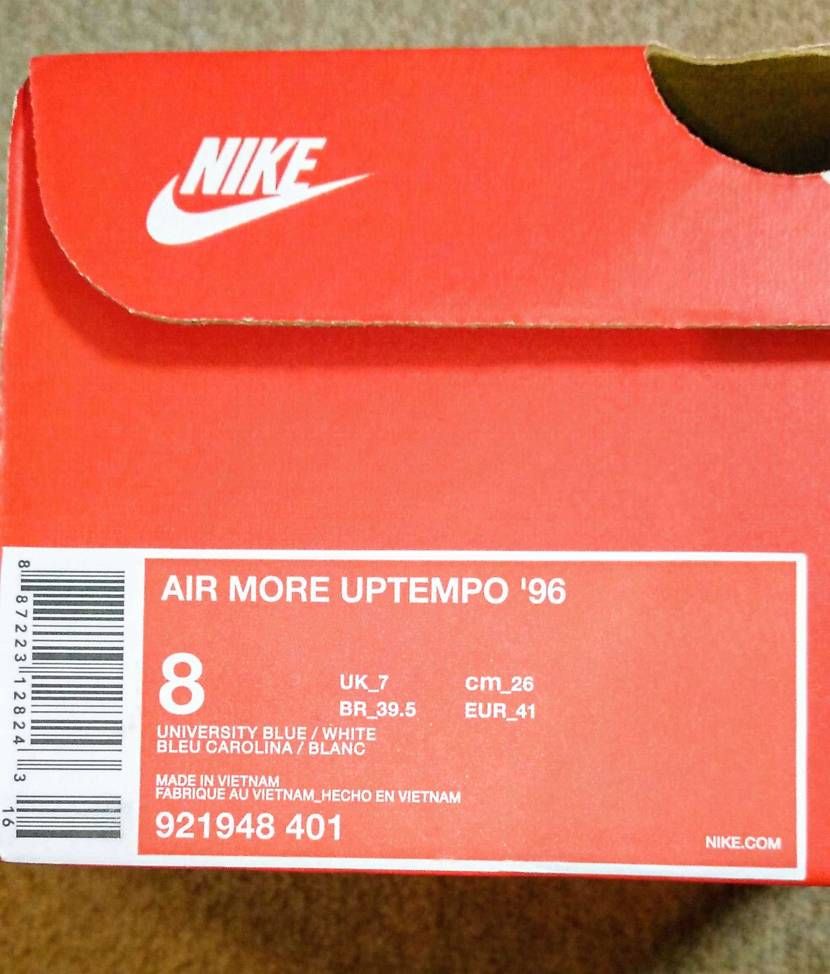 NIKE
AIR MORE UPTEMPO '96
8
UK_7 cm_26
BR_39.5 EUR_41
UNIVERSITY BLUE / WHITE
BLEU CAROLINA / BLANC
MADE IN VIETNAM
FABRIQUE AU VIETNAM_HECHO EN VIETNAM
921948 401
NIKE.COM
8 87223 12824 3
16